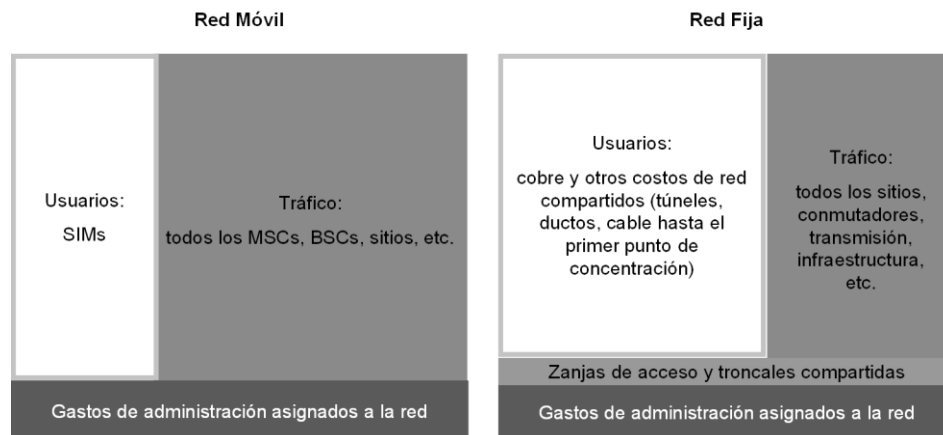 Red Móvil
Usuarios:
SIMs
Tráfico:
todos los MSCs, BSCs, sitios, etc.
Gastos de administración asignados a la red
Red Fija
Usuarios:
cobre y otros costos de red
compartidos (túneles,
ductos, cable hasta el
primer punto de
concentración)
Tráfico:
todos los sitios,
conmutadores,
transmisión,
infraestructura,
etc.
Zanjas de acceso y troncales compartidas
Gastos de administración asignados a la red